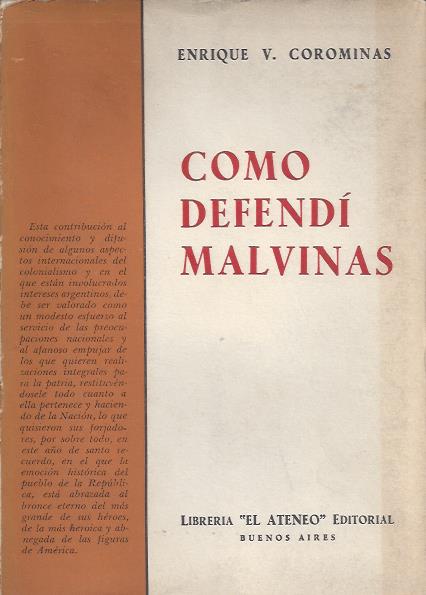 ENRIQUE V. COROMINAS
COMO
DEFENDÍ
MALVINAS
Esta contribución al
conocimiento y difu-
sión de algunos aspec-
tos internacionales del
colonialismo y en el
que están involucrados
intereses argentinos, de-
be ser valorado como
un modesto esfuerzo al
servicio de las preocu-
paciones nacionales y
al afanoso empujar de
los que quieren reali-
zaciones integrales pa-
ra la patria, restituyén-
dosele todo cuanto a
ella pertenece y hacien-
do de la Nación, lo que
quisieron sus forjado-
res, por sobre todo, en
este año de santo re-
cuerdo, en el que la
emoción histórica del
pueblo de la Repúbli-
ca, está abrazada al
bronce eterno del más
grande de sus héroes,
de la más heroica y ab-
negada de las figuras
de América.
LIBRERIA "EL ATENEO" EDITORIAL
BUENOS AIRES